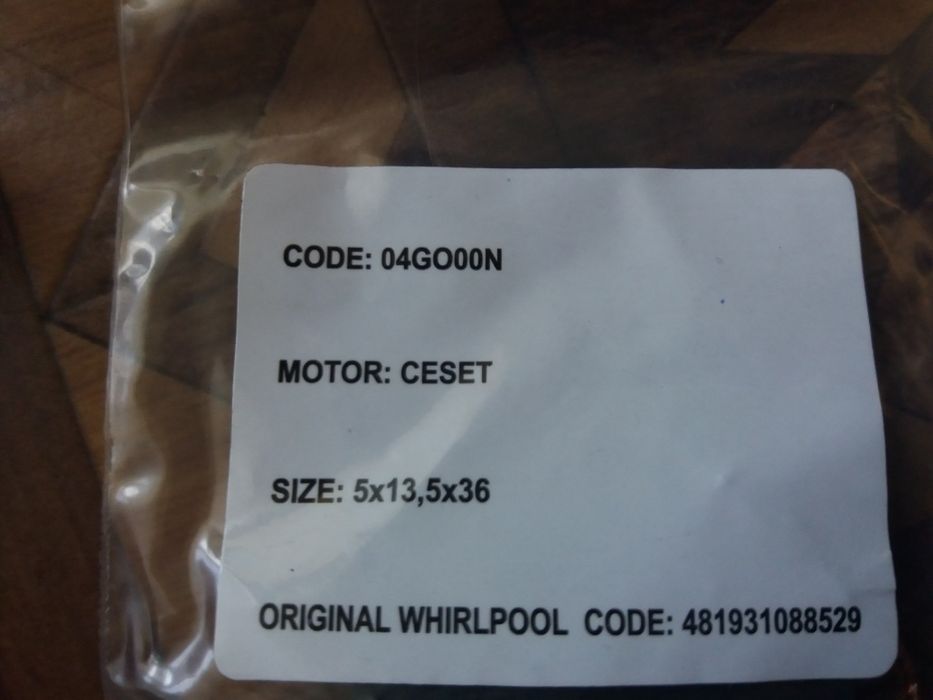 CODE: 04GO00N
MOTOR: CESET
SIZE: 5x13,5x36
ORIGINAL WHIRLPOOL CODE: 481931088529